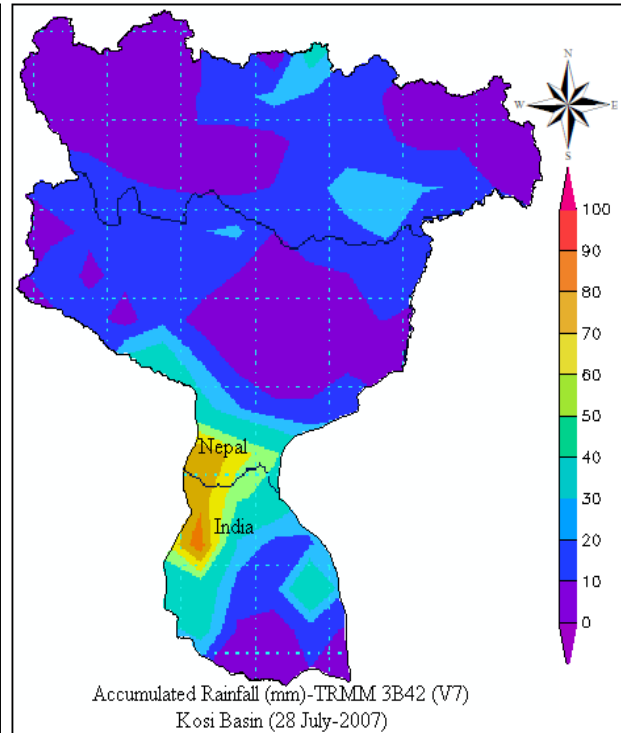 N
W E
S
100
90
80
70
60
50
40
30
20
10
0
Nepal
India
Accumulated Rainfall (mm)-TRMM 3B42 (V7)
Kosi Basin (28 July-2007)